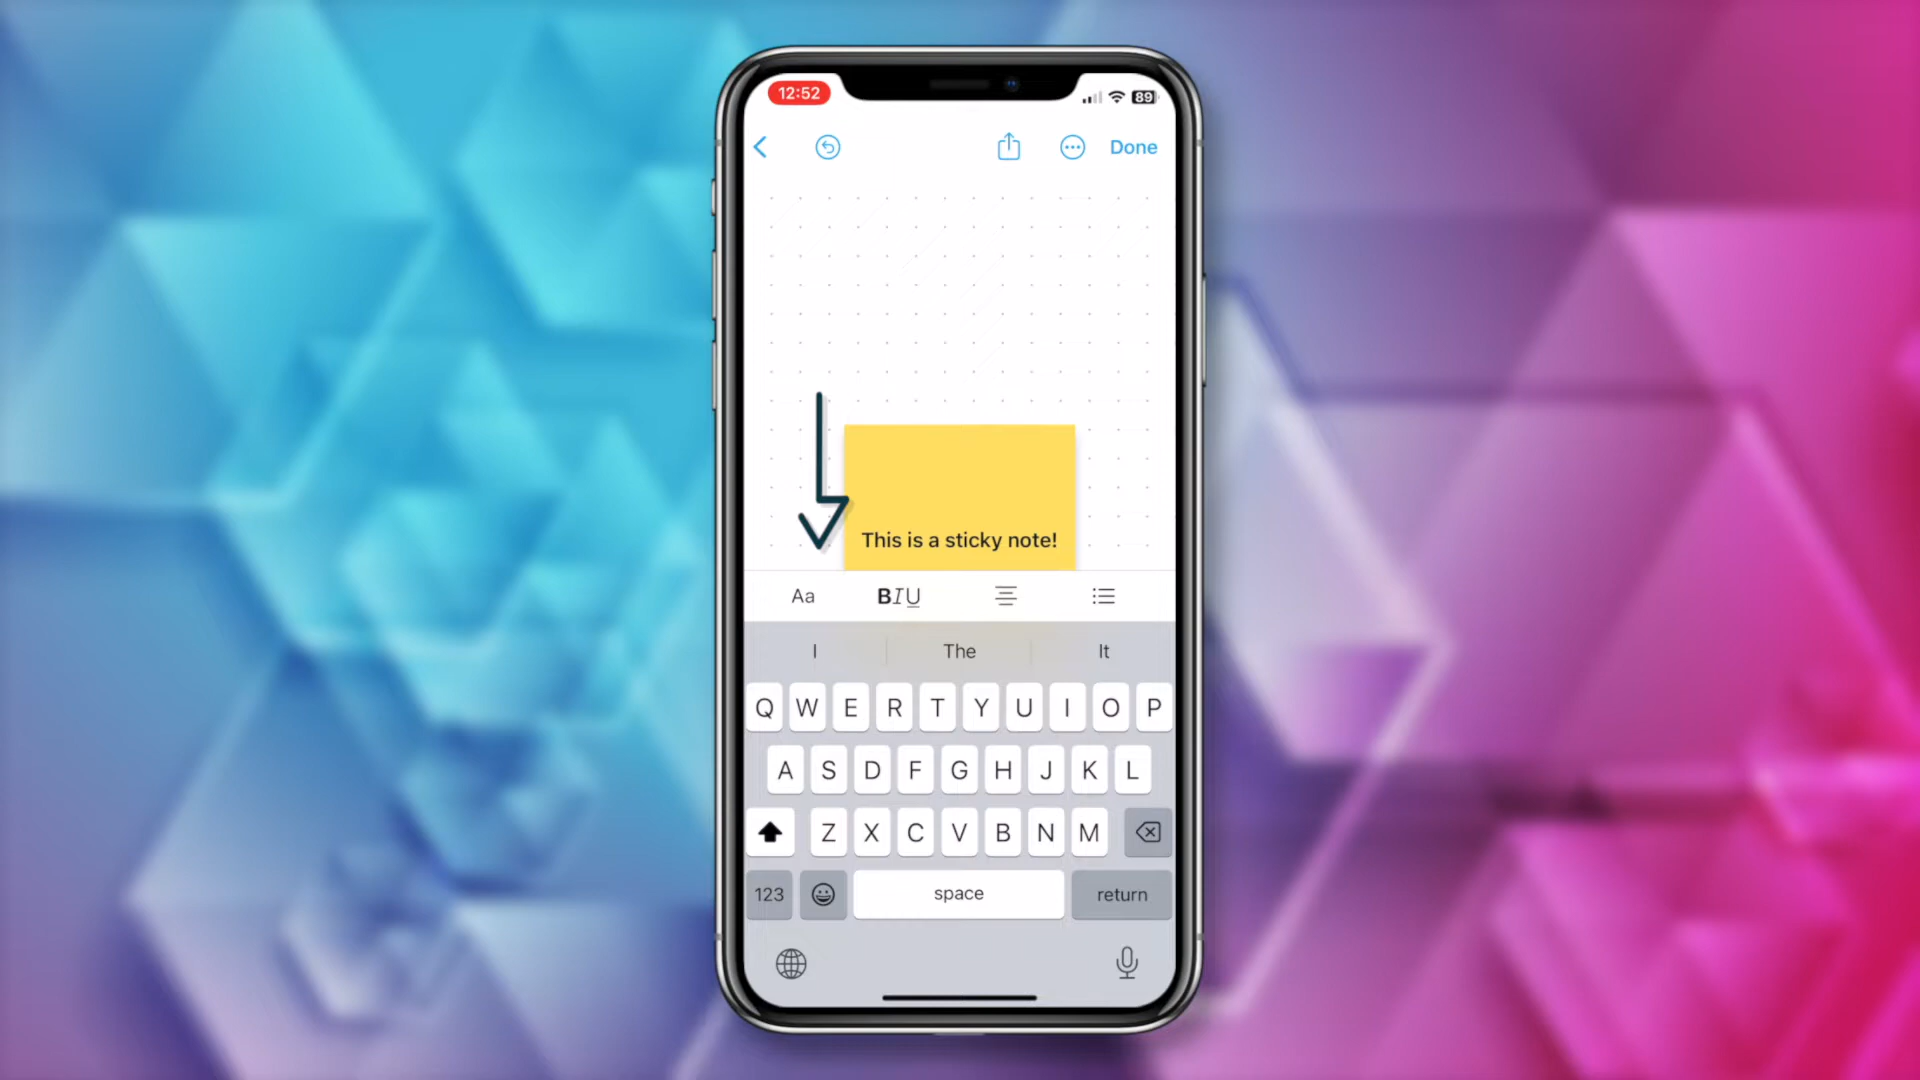 12:52
89
Done
This is a sticky note!
Aa BIU
I The It
Q W E R T Y U I O P
A S D F G H J K L
Z X C V B N M
123 space return